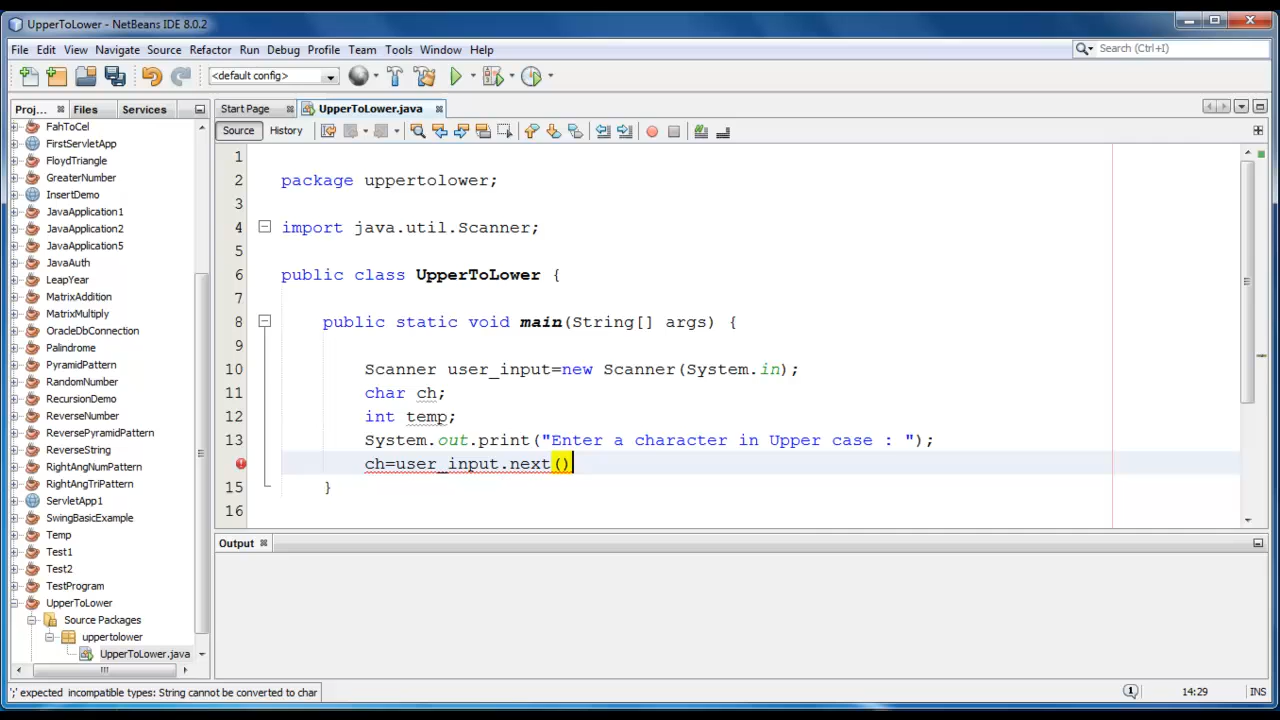 UpperToLower - NetBeans IDE 8.0.2
File Edit View Navigate Source Refactor Run Debug Profile Team Tools Window Help
Search (Ctrl+I)
<default config>
Proj... Files Services
Start Page UpperToLower.java
Source History
FahToCel
FirstServletApp
FloydTriangle
GreaterNumber
InsertDemo
JavaApplication1
JavaApplication2
JavaApplication5
JavaAuth
LeapYear
MatrixAddition
MatrixMultiply
OracleDbConnection
Palindrome
PyramidPattern
RandomNumber
RecursionDemo
ReverseNumber
ReversePyramidPattern
ReverseString
RightAngNumPattern
RightAngTriPattern
ServletApp1
SwingBasicExample
Temp
Test1
Test2
TestProgram
UpperToLower
Source Packages
uppertolower
UpperToLower.java
1
2 package uppertolower;
3
4 import java.util.Scanner;
5
6 public class UpperToLower {
7
8 public static void main(String[] args) {
9
10 Scanner user_input=new Scanner(System.in);
11 char ch;
12 int temp;
13 System.out.print("Enter a character in Upper case : ");
ch=user_input.next()
15 }
16
Output
';' expected incompatible types: String cannot be converted to char
1
14:29
INS